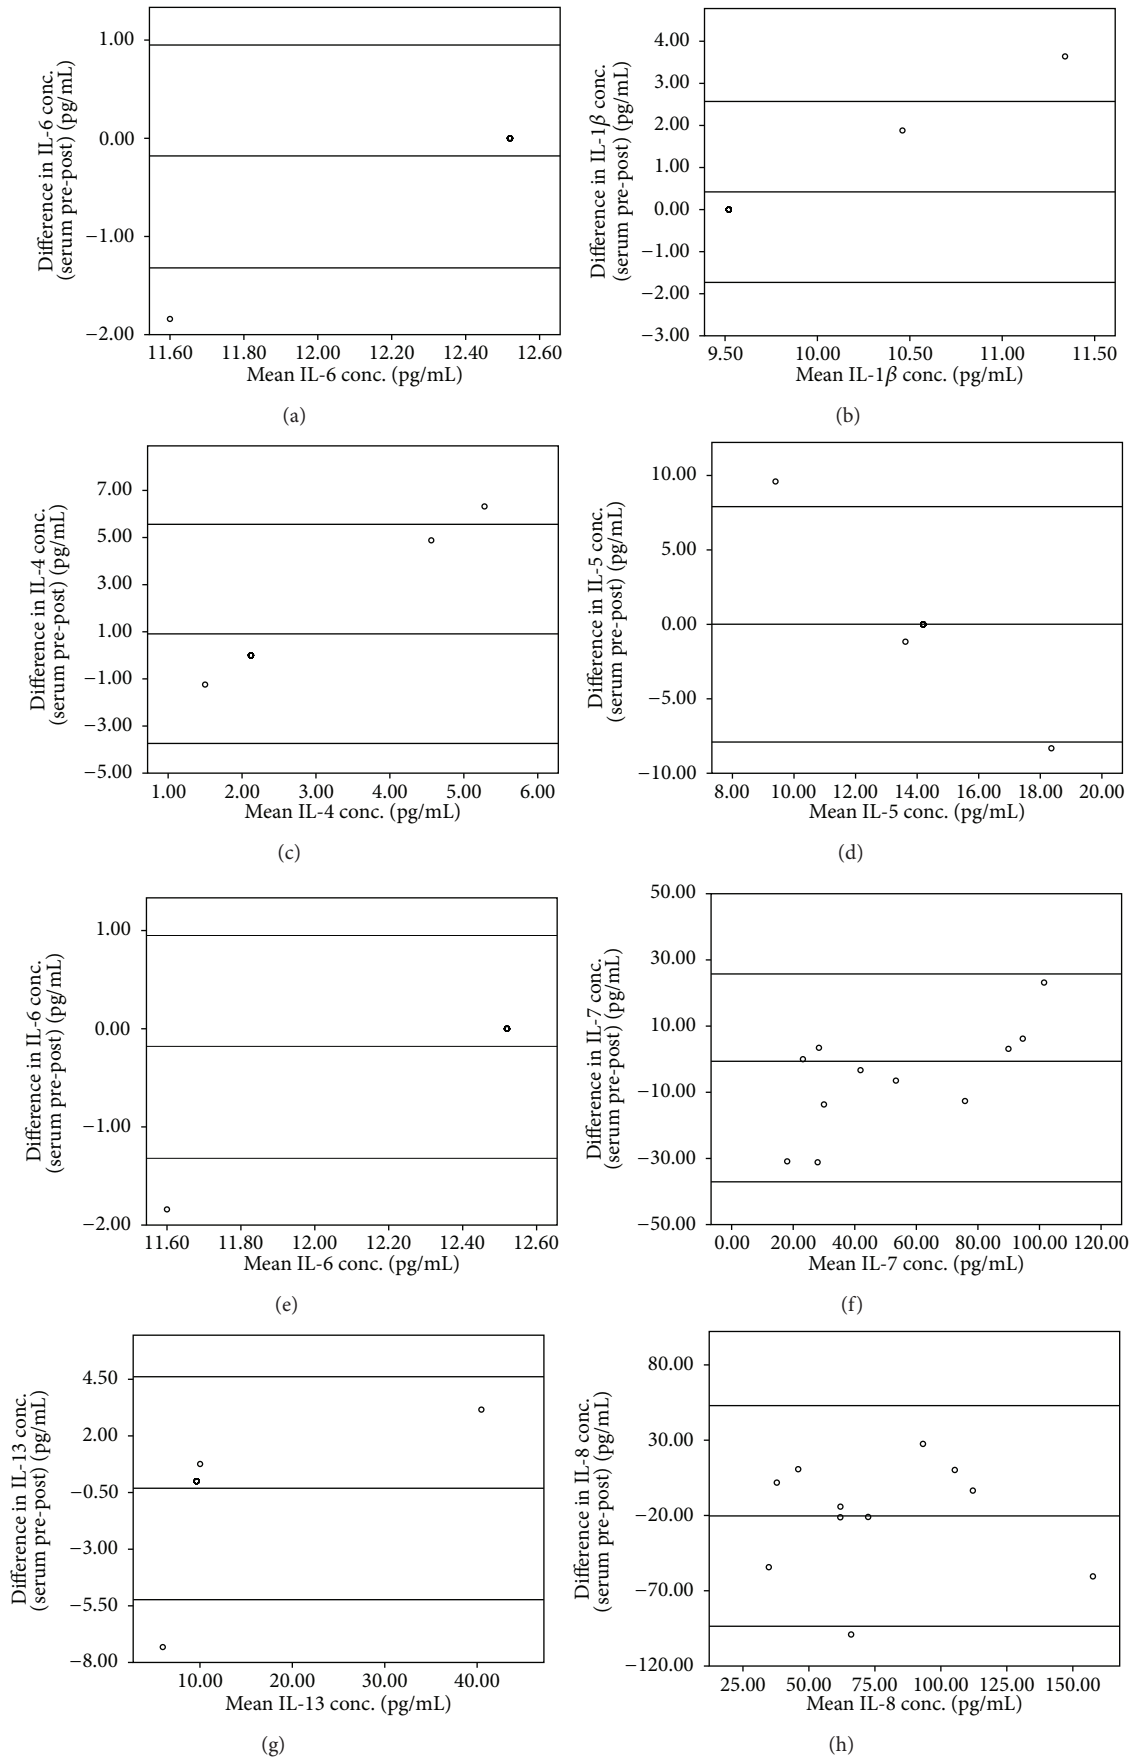 1.00
0.00
−1.00
−2.00
Difference in IL-6 conc.
(serum pre-post) (pg/mL)
11.60 11.80 12.00 12.20 12.40 12.60
Mean IL-6 conc. (pg/mL)
(a)
4.00
3.00
2.00
1.00
0.00
−1.00
−2.00
−3.00
Difference in IL-1β conc.
(serum pre-post) (pg/mL)
9.50 10.00 10.50 11.00 11.50
Mean IL-1β conc. (pg/mL)
(b)
7.00
5.00
3.00
1.00
−1.00
−3.00
−5.00
Difference in IL-4 conc.
(serum pre-post) (pg/mL)
1.00 2.00 3.00 4.00 5.00 6.00
Mean IL-4 conc. (pg/mL)
(c)
10.00
5.00
0.00
−5.00
−10.00
Difference in IL-5 conc.
(serum pre-post) (pg/mL)
8.00 10.00 12.00 14.00 16.00 18.00 20.00
Mean IL-5 conc. (pg/mL)
(d)
1.00
0.00
−1.00
−2.00
Difference in IL-6 conc.
(serum pre-post) (pg/mL)
11.60 11.80 12.00 12.20 12.40 12.60
Mean IL-6 conc. (pg/mL)
(e)
50.00
30.00
10.00
−10.00
−30.00
−50.00
Difference in IL-7 conc.
(serum pre-post) (pg/mL)
0.00 20.00 40.00 60.00 80.00 100.00 120.00
Mean IL-7 conc. (pg/mL)
(f)
4.50
2.00
−0.50
−3.00
−5.50
−8.00
Difference in IL-13 conc.
(serum pre-post) (pg/mL)
10.00 20.00 30.00 40.00
Mean IL-13 conc. (pg/mL)
(g)
80.00
30.00
−20.00
−70.00
−120.00
Difference in IL-8 conc.
(serum pre-post) (pg/mL)
25.00 50.00 75.00 100.00 125.00 150.00
Mean IL-8 conc. (pg/mL)
(h)